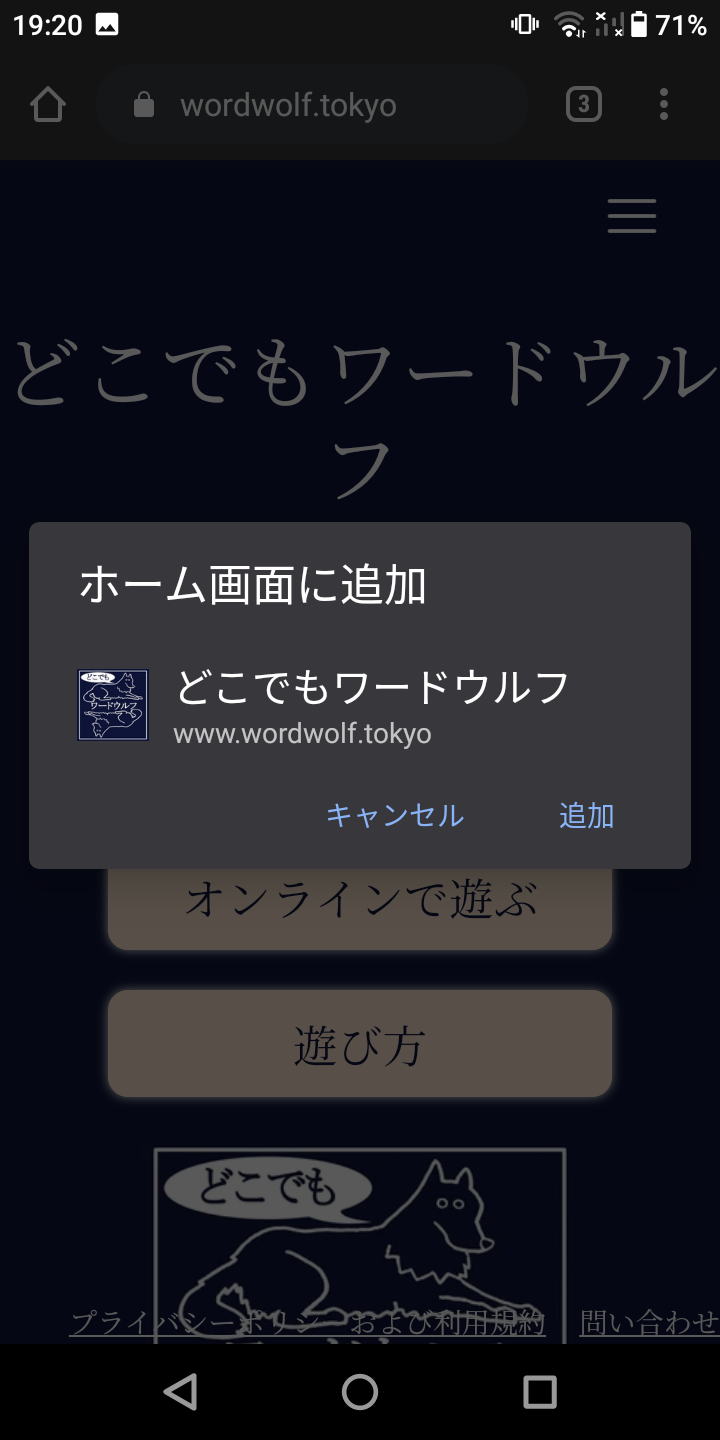 19:20
71%
wordwolf.tokyo
3
どこでもワードウル
フ
ホーム画面に追加
どこでも
ワードウルフ
どこでもワードウルフ
www.wordwolf.tokyo
キャンセル 追加
オンラインで遊ぶ
遊び方
どこでも
プライバシーポリシー および利用規約 問い合わせ